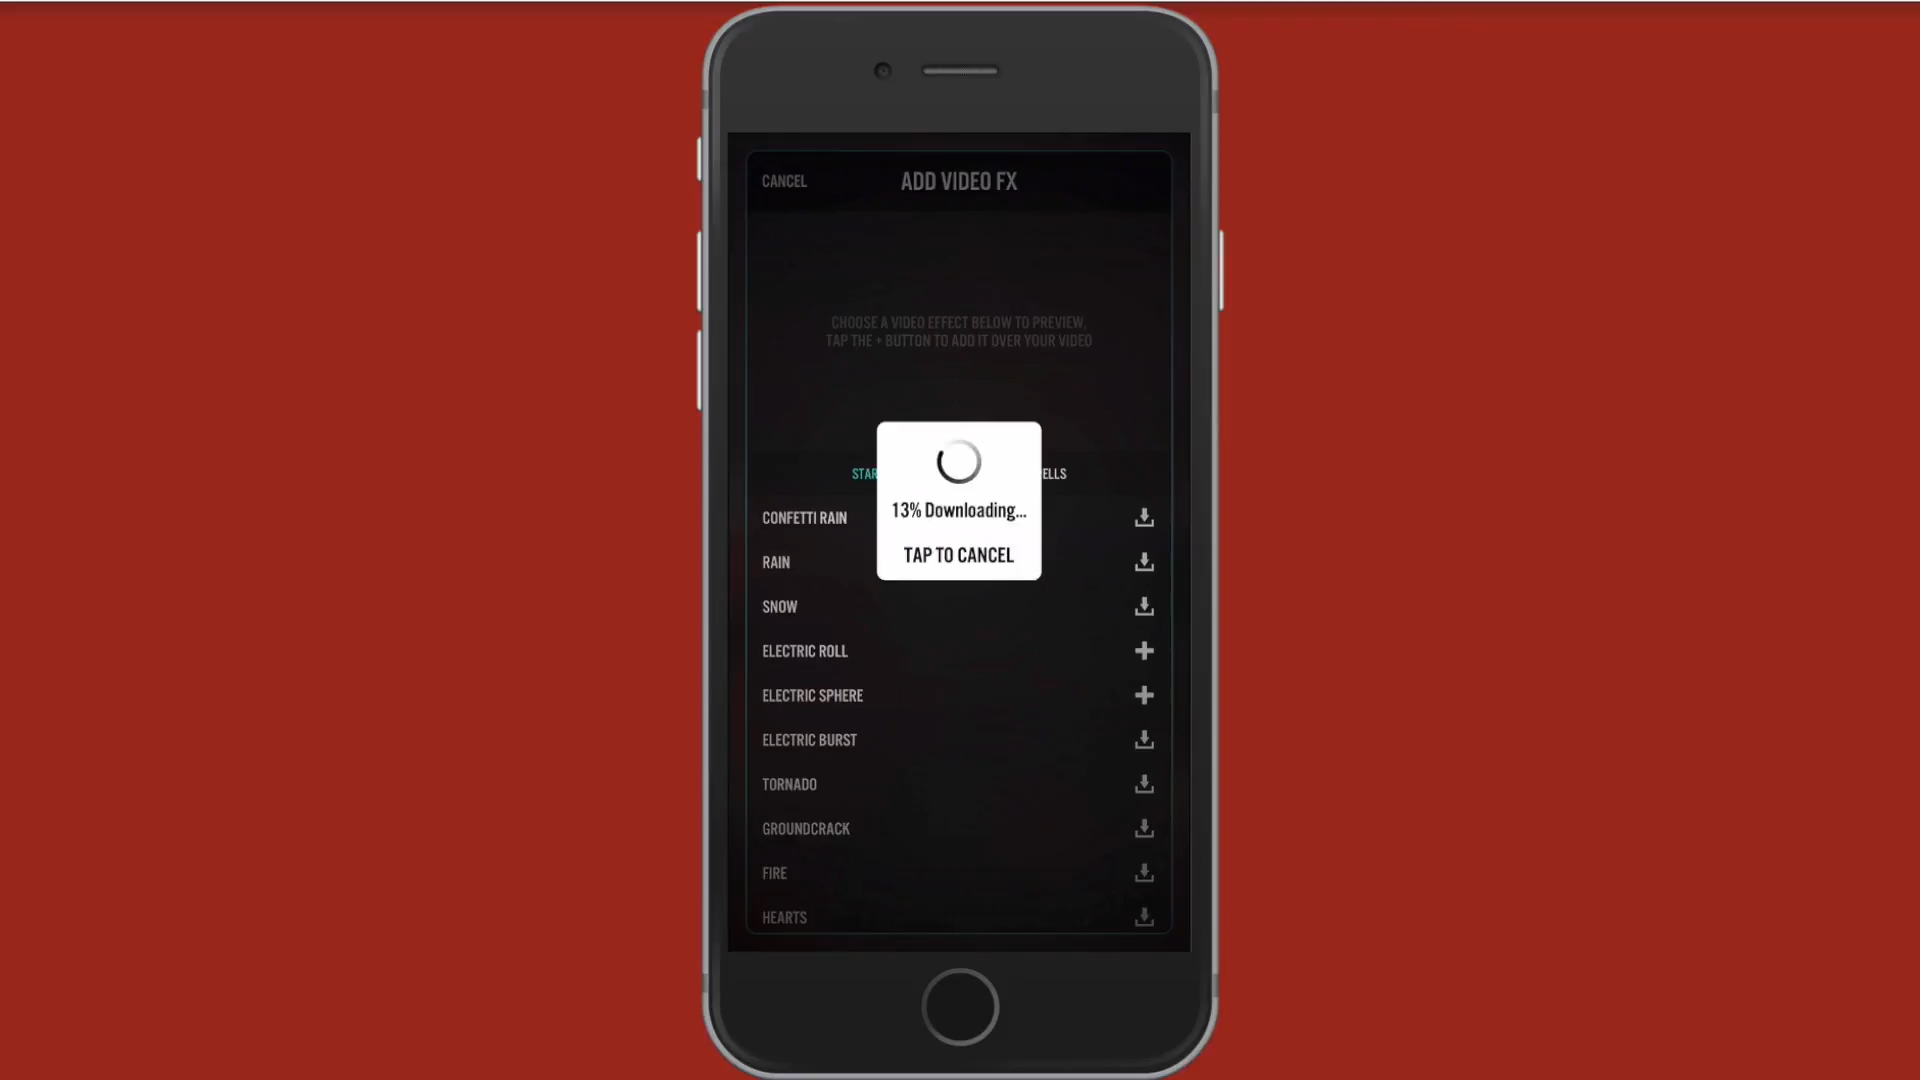 CANCEL
ADD VIDEO FX
CHOOSE A VIDEO EFFECT BELOW TO PREVIEW,
TAP THE + BUTTON TO ADD IT OVER YOUR VIDEO
13% Downloading...
TAP TO CANCEL
CONFETTI RAIN
RAIN
SNOW
ELECTRIC ROLL
ELECTRIC SPHERE
ELECTRIC BURST
TORNADO
GROUNDCRACK
FIRE
HEARTS